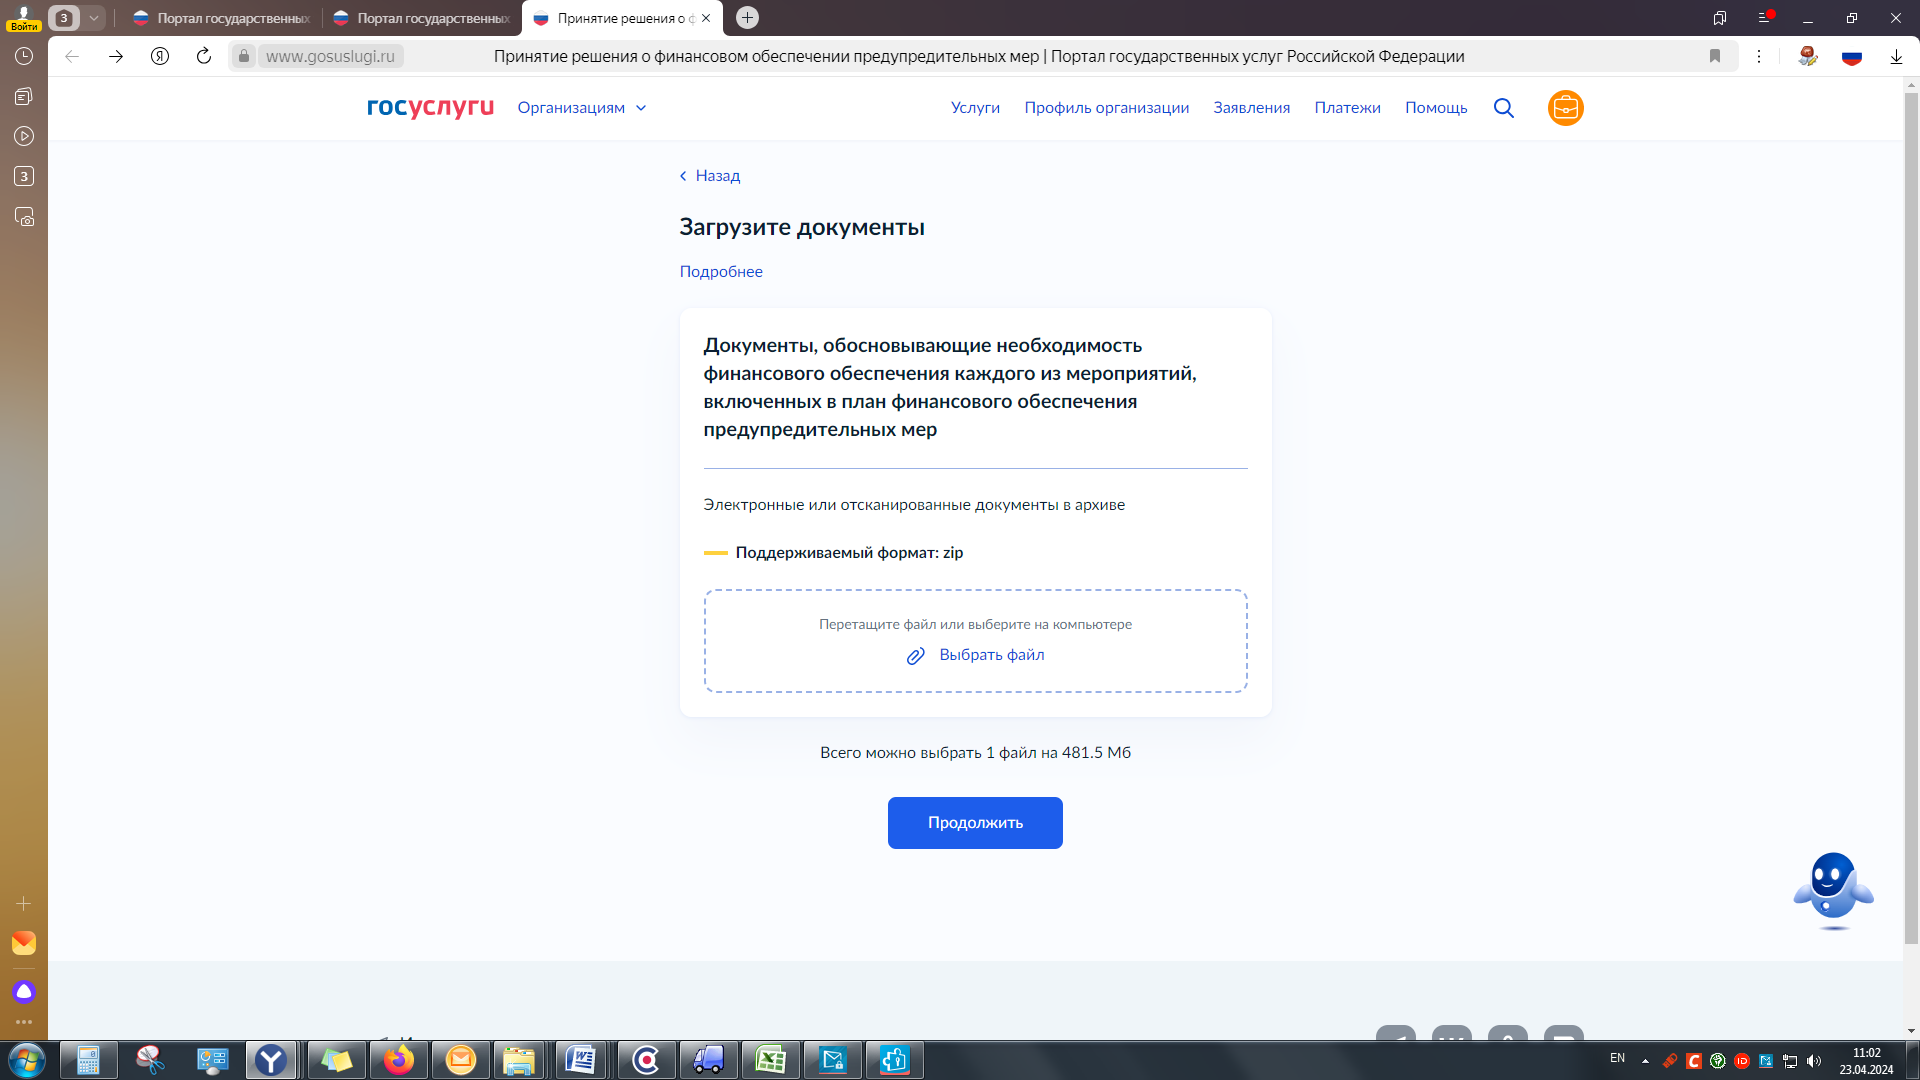 Войти
3
Портал государственных
Портал государственных
Принятие решения о ф
www.gosuslugi.ru
Принятие решения о финансовом обеспечении предупредительных мер | Портал государственных услуг Российской Федерации
3
госуслуги
Организациям
Услуги
Профиль организации
Заявления
Платежи
Помощь
Назад
Загрузите документы
Подробнее
Документы, обосновывающие необходимость
финансового обеспечения каждого из мероприятий,
включенных в план финансового обеспечения
предупредительных мер
Электронные или отсканированные документы в архиве
Поддерживаемый формат: zip
Перетащите файл или выберите на компьютере
Выбрать файл
Всего можно выбрать 1 файл на 481.5 Мб
Продолжить
EN
11:02
23.04.2024